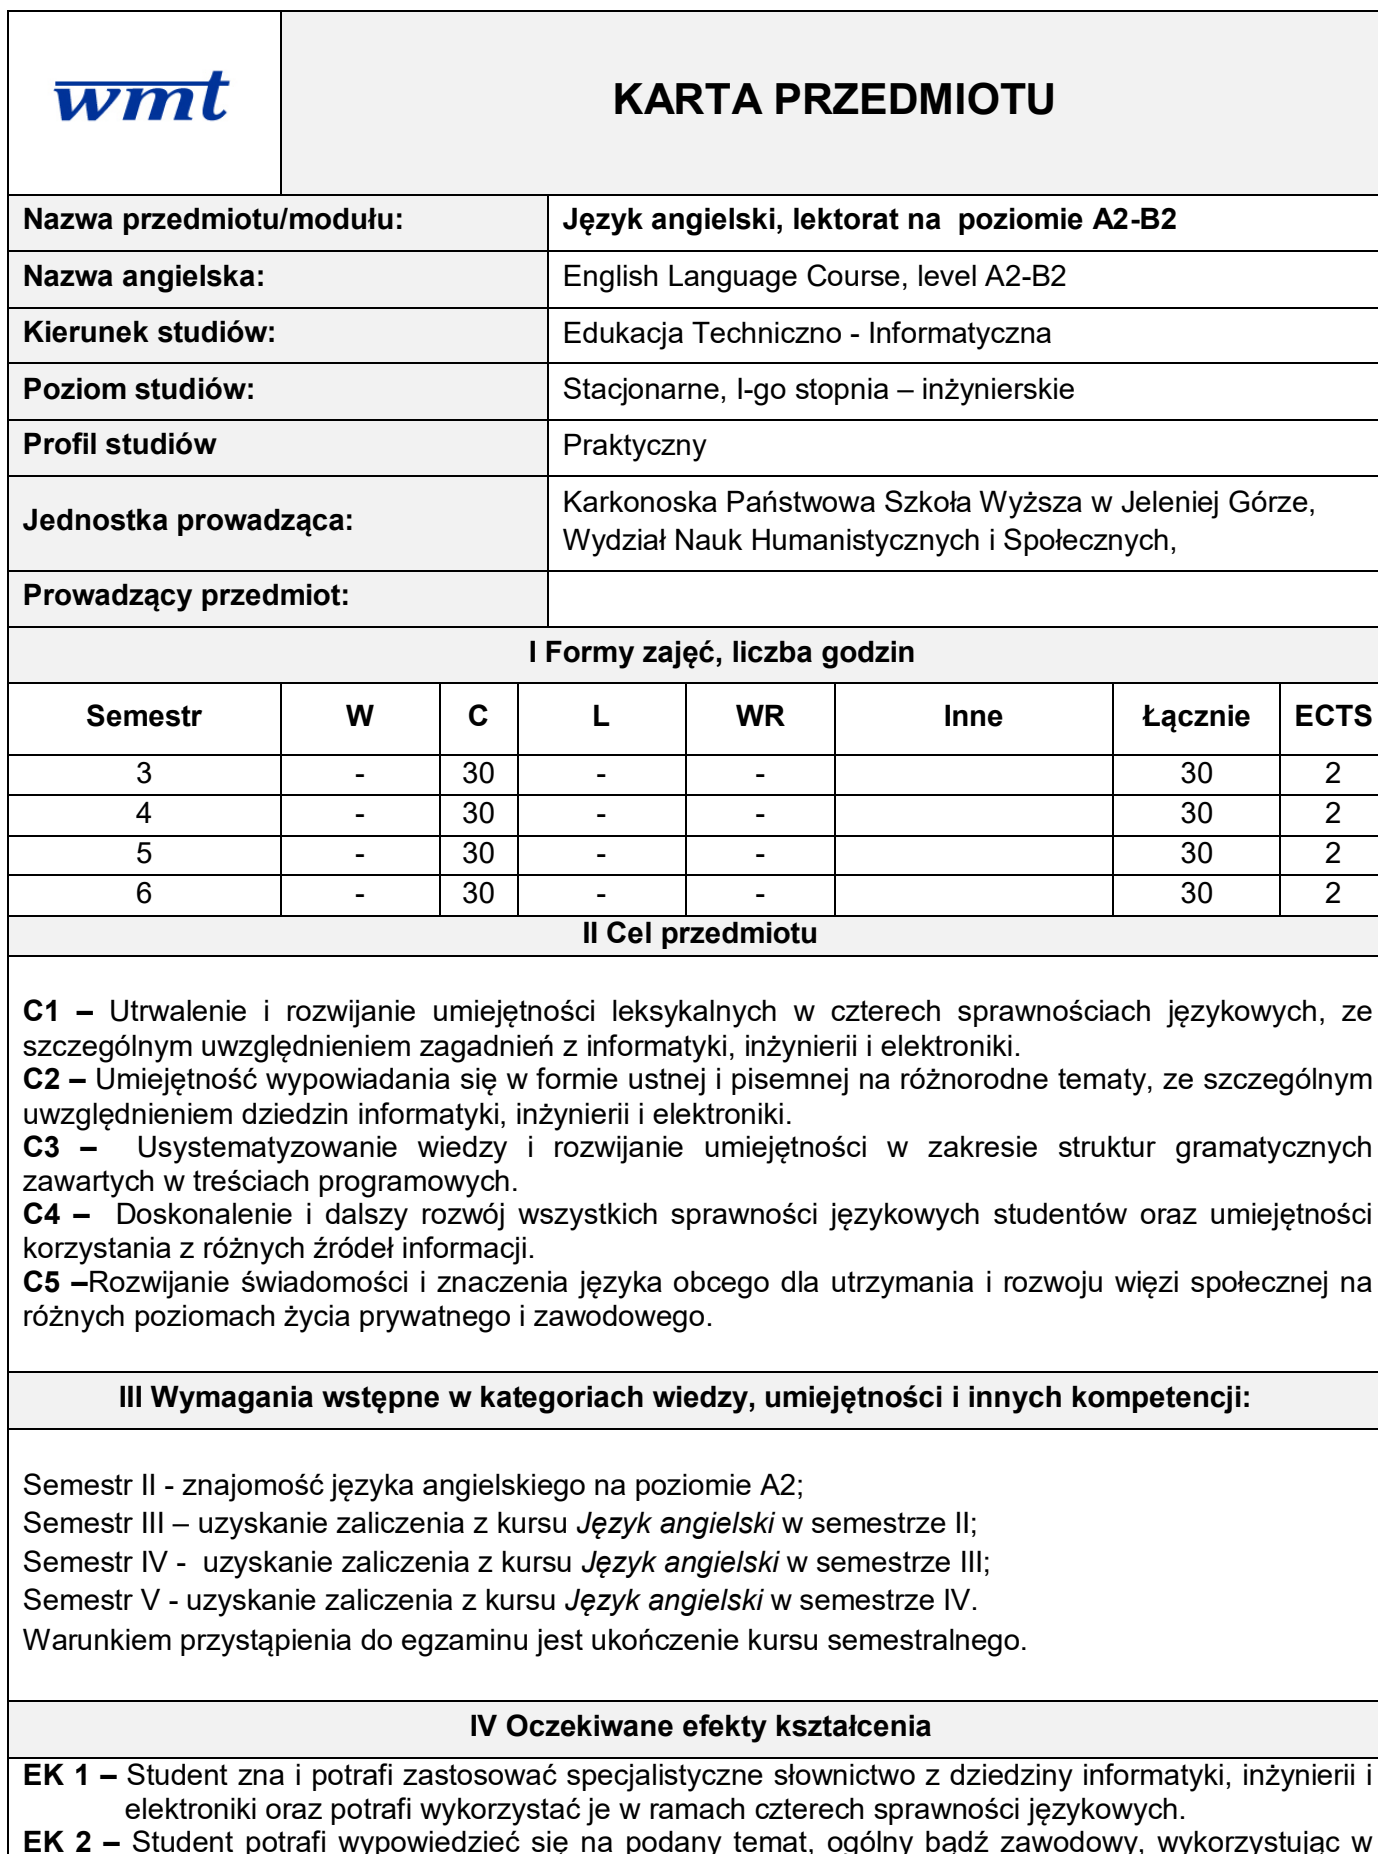 wmt
KARTA PRZEDMIOTU
Nazwa przedmiotu/modułu: Język angielski, lektorat na poziomie A2-B2
Nazwa angielska: English Language Course, level A2-B2
Kierunek studiów: Edukacja Techniczno - Informatyczna
Poziom studiów: Stacjonarne, I-go stopnia – inżynierskie
Profil studiów Praktyczny
Jednostka prowadząca: Karkonoska Państwowa Szkoła Wyższa w Jeleniej Górze,
Wydział Nauk Humanistycznych i Społecznych,
Prowadzący przedmiot:
I Formy zajęć, liczba godzin
Semestr W C L WR Inne Łącznie ECTS
3 - 30 - - 30 2
4 - 30 - - 30 2
5 - 30 - - 30 2
6 - 30 - - 30 2
II Cel przedmiotu
C1 – Utrwalenie i rozwijanie umiejętności leksykalnych w czterech sprawnościach językowych, ze
szczególnym uwzględnieniem zagadnień z informatyki, inżynierii i elektroniki.
C2 – Umiejętność wypowiadania się w formie ustnej i pisemnej na różnorodne tematy, ze szczególnym
uwzględnieniem dziedzin informatyki, inżynierii i elektroniki.
C3 – Usystematyzowanie wiedzy i rozwijanie umiejętności w zakresie struktur gramatycznych
zawartych w treściach programowych.
C4 – Doskonalenie i dalszy rozwój wszystkich sprawności językowych studentów oraz umiejętności
korzystania z różnych źródeł informacji.
C5 –Rozwijanie świadomości i znaczenia języka obcego dla utrzymania i rozwoju więzi społecznej na
różnych poziomach życia prywatnego i zawodowego.
III Wymagania wstępne w kategoriach wiedzy, umiejętności i innych kompetencji:
Semestr II - znajomość języka angielskiego na poziomie A2;
Semestr III – uzyskanie zaliczenia z kursu Język angielski w semestrze II;
Semestr IV - uzyskanie zaliczenia z kursu Język angielski w semestrze III;
Semestr V - uzyskanie zaliczenia z kursu Język angielski w semestrze IV.
Warunkiem przystąpienia do egzaminu jest ukończenie kursu semestralnego.
IV Oczekiwane efekty kształcenia
EK 1 – Student zna i potrafi zastosować specjalistyczne słownictwo z dziedziny informatyki, inżynierii i
elektroniki oraz potrafi wykorzystać je w ramach czterech sprawności językowych.
EK 2 – Student potrafi wypowiedzieć się na podany temat, ogólny bądź zawodowy, wykorzystując w